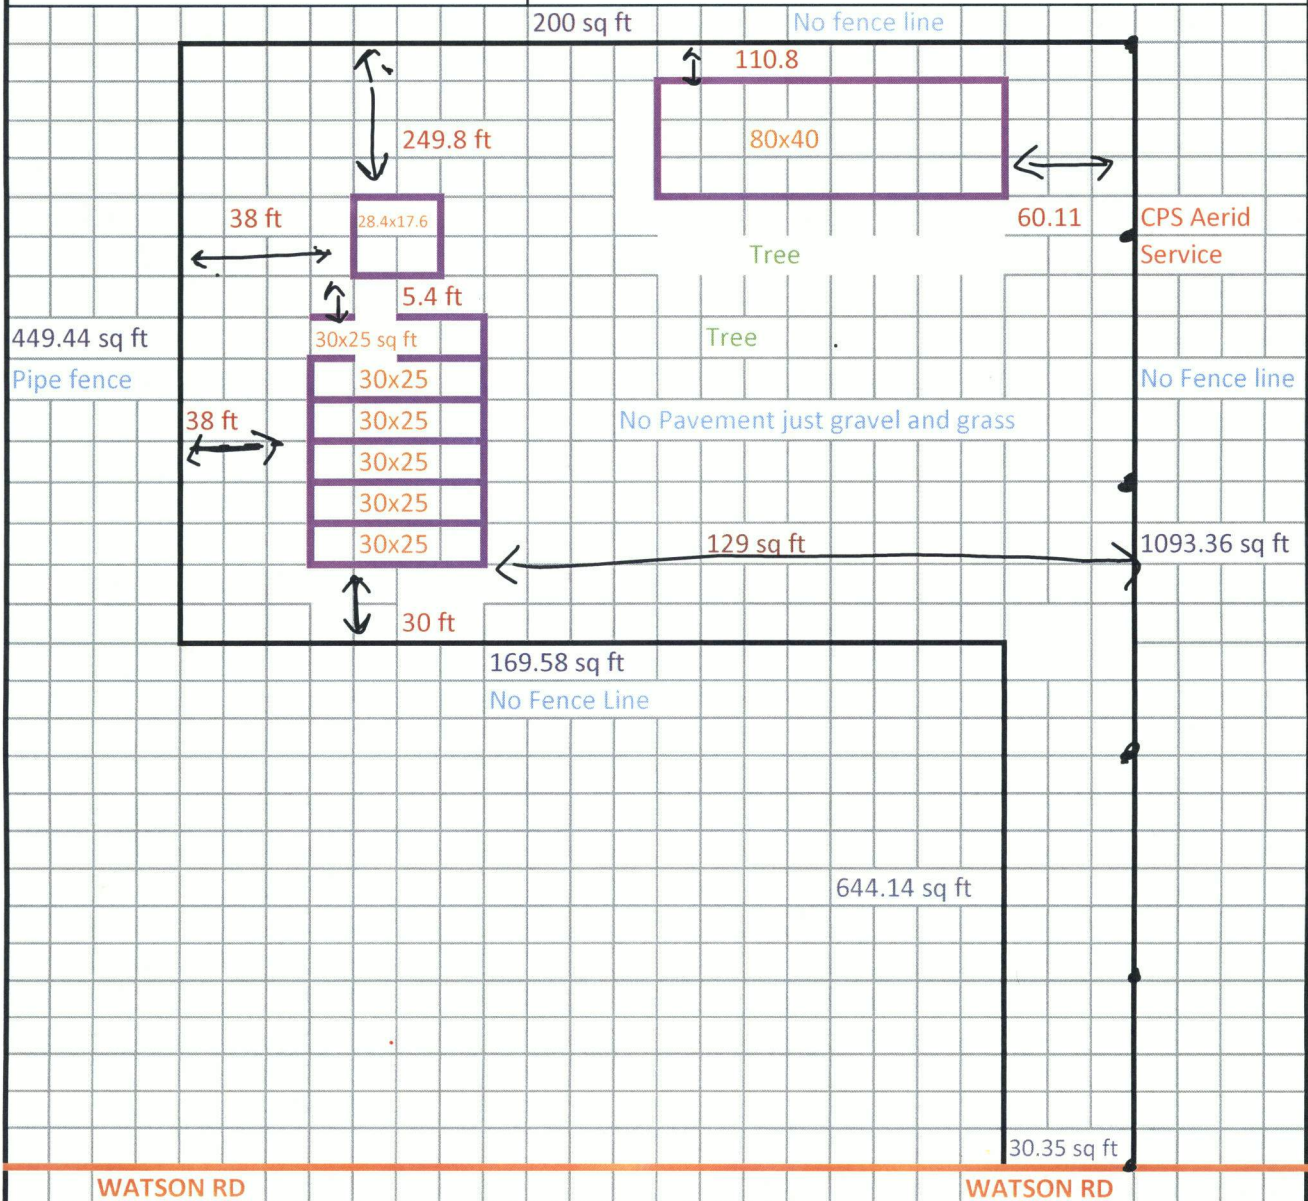 200 sq ft
No fence line
110.8
249.8 ft
80x40
38 ft
28.4x17.6
60.11
CPS Aerid
Service
Tree
5.4 ft
449.44 sq ft
30x25 sq ft
Tree
Pipe fence
30x25
No Fence line
38 ft
30x25
No Pavement just gravel and grass
30x25
30x25
30x25
129 sq ft
1093.36 sq ft
30 ft
169.58 sq ft
No Fence Line
644.14 sq ft
30.35 sq ft
WATSON RD
WATSON RD